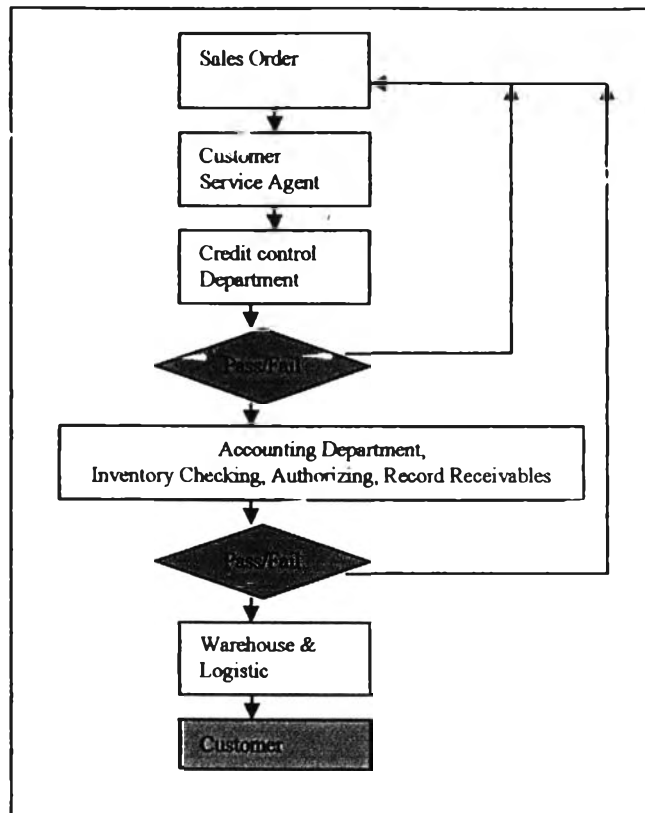 Sales Order
Customer
Service Agent
Credit control
Department
Pass/Fail
Accounting Department,
Inventory Checking, Authorizing, Record Receivables
Pass/Fail
Warehouse &
Logistic
Customer